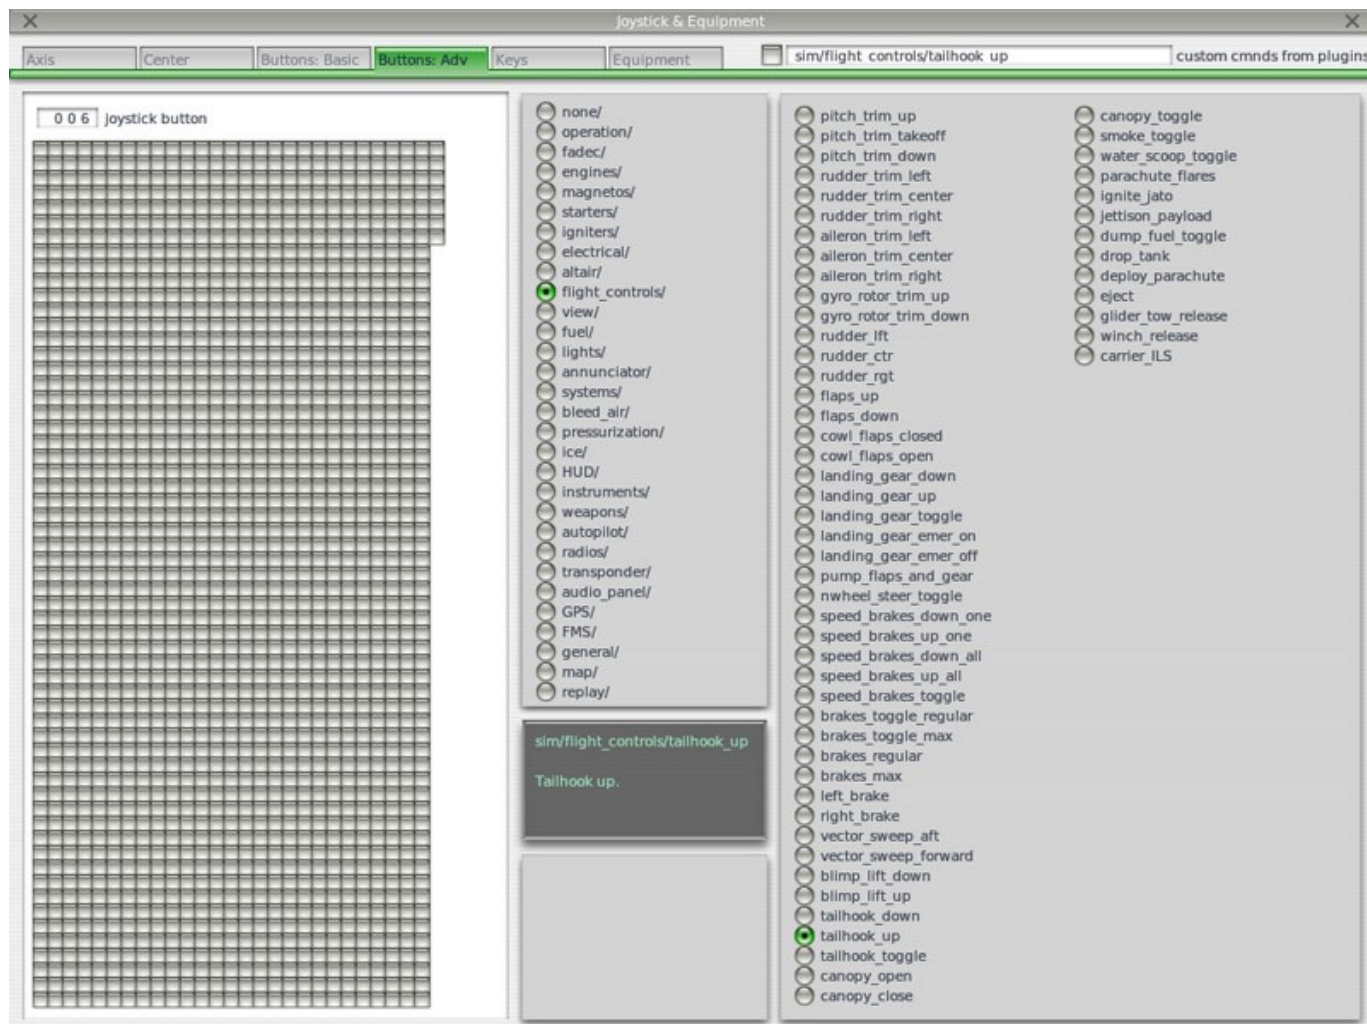 Joystick & Equipment
Axis
Center
Buttons: Basic
Buttons: Adv
Keys
Equipment
sim/flight_controls/tailhook_up
custom cmnds from plugins
0 0 6 joystick button
none/
operation/
fadec/
engines/
magnetos/
starters/
igniters/
electrical/
altair/
flight_controls/
view/
fuel/
lights/
annunciator/
systems/
bleed_air/
pressurization/
ice/
HUD/
instruments/
weapons/
autopilot/
radios/
transponder/
audio_panel/
GPS/
FMS/
general/
map/
replay/
sim/flight_controls/tailhook_up
Tailhook up.
pitch_trim_up
pitch_trim_takeoff
pitch_trim_down
rudder_trim_left
rudder_trim_center
rudder_trim_right
aileron_trim_left
aileron_trim_center
aileron_trim_right
gyro_rotor_trim_up
gyro_rotor_trim_down
rudder_lft
rudder_ctr
rudder_rgt
flaps_up
flaps_down
cowl_flaps_closed
cowl_flaps_open
landing_gear_down
landing_gear_up
landing_gear_toggle
landing_gear_emer_on
landing_gear_emer_off
pump_flaps_and_gear
nwheel_steer_toggle
speed_brakes_down_one
speed_brakes_up_one
speed_brakes_down_all
speed_brakes_up_all
speed_brakes_toggle
brakes_toggle_regular
brakes_toggle_max
brakes_regular
brakes_max
left_brake
right_brake
vector_sweep_aft
vector_sweep_forward
blimp_lift_down
blimp_lift_up
tailhook_down
tailhook_up
tailhook_toggle
canopy_open
canopy_close
canopy_toggle
smoke_toggle
water_scoop_toggle
parachute_flares
ignite_jato
jettison_payload
dump_fuel_toggle
drop_tank
deploy_parachute
eject
glider_tow_release
winch_release
carrier_ILS